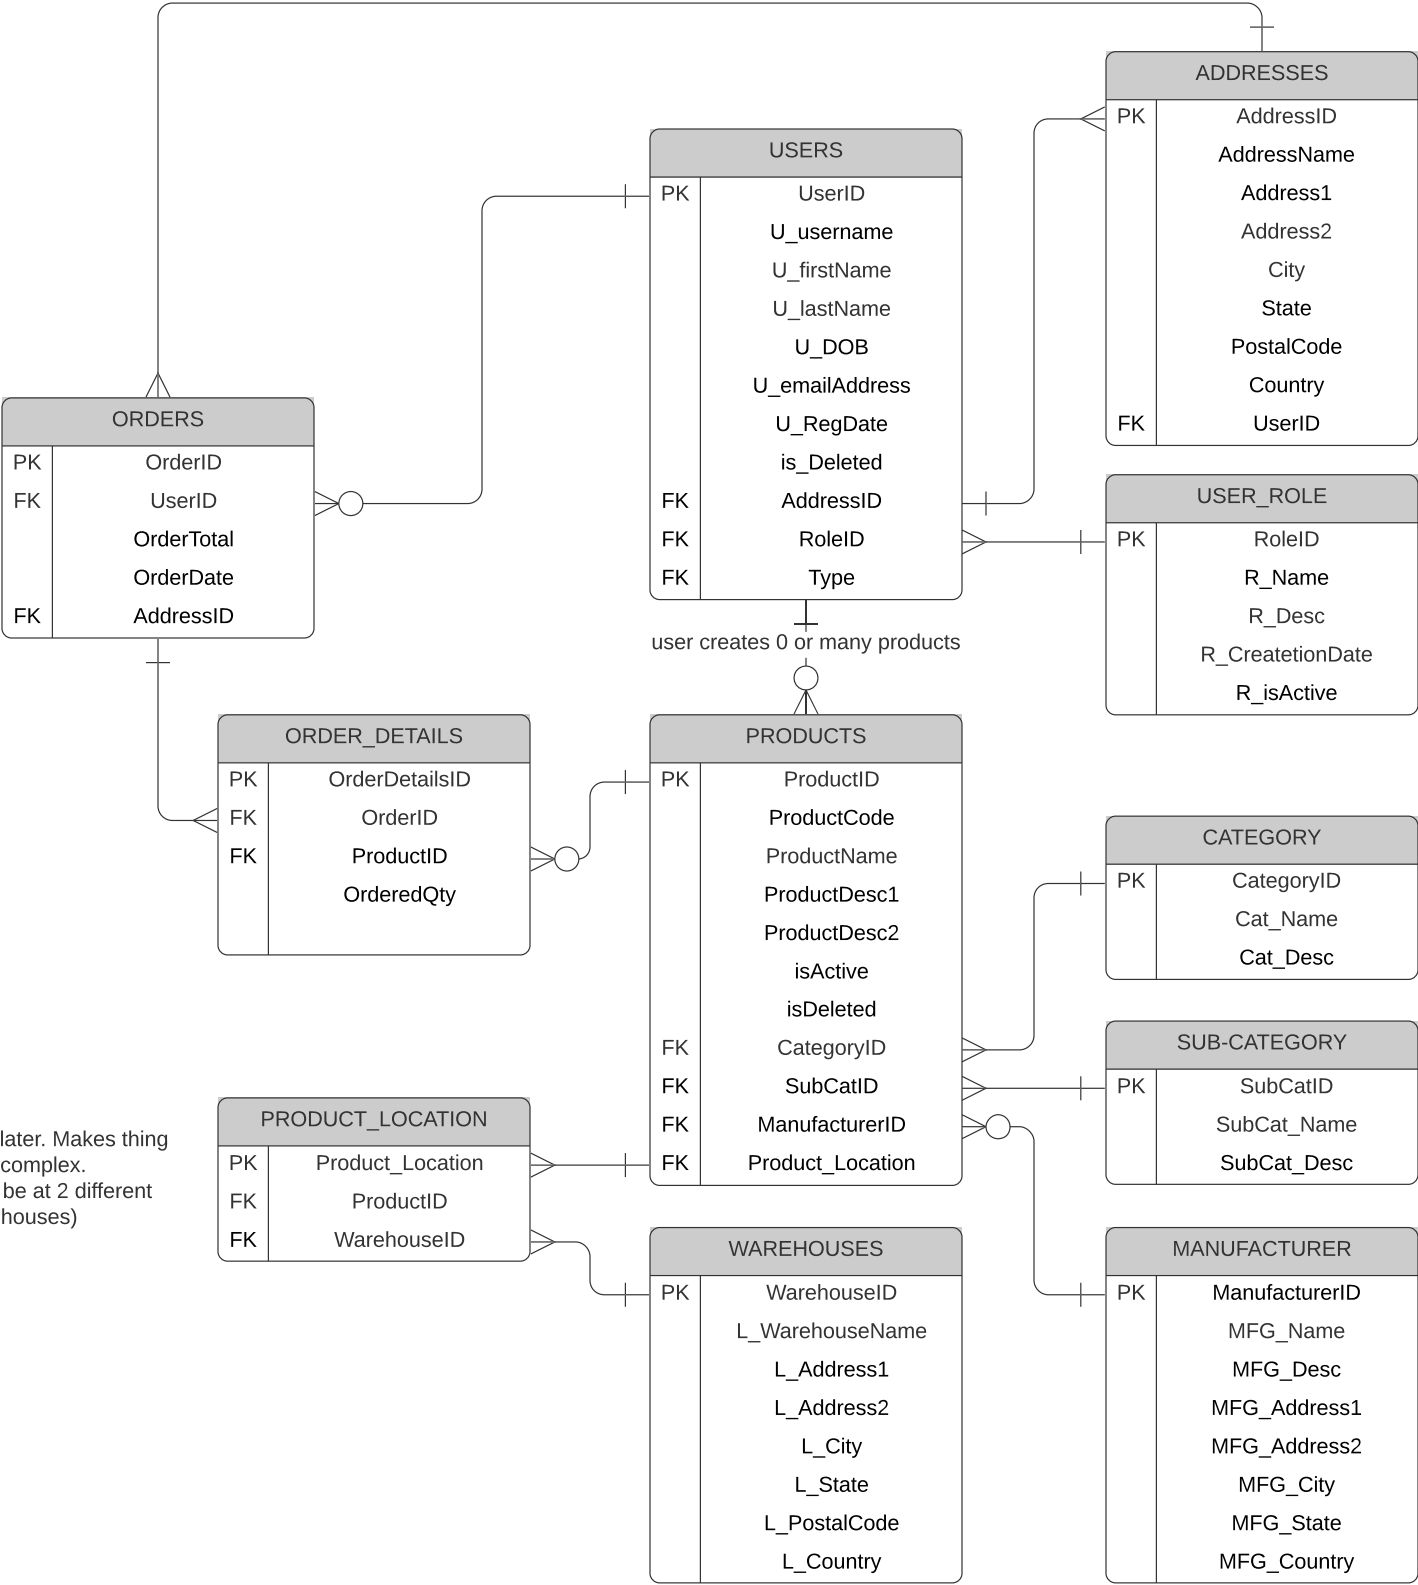 ADDRESSES
PK AddressID
AddressName
Address1
Address2
City
State
PostalCode
Country
FK UserID
USERS
PK UserID
U_username
U_firstName
U_lastName
U_DOB
U_emailAddress
U_RegDate
is_Deleted
FK AddressID
FK RoleID
FK Type
ORDERS
PK OrderID
FK UserID
OrderTotal
OrderDate
FK AddressID
USER_ROLE
PK RoleID
R_Name
R_Desc
R_CreatetionDate
R_isActive
user creates 0 or many products
ORDER_DETAILS
PK OrderDetailsID
FK OrderID
FK ProductID
OrderedQty
PRODUCTS
PK ProductID
ProductCode
ProductName
ProductDesc1
ProductDesc2
isActive
isDeleted
FK CategoryID
FK SubCatID
FK ManufacturerID
FK Product_Location
CATEGORY
PK CategoryID
Cat_Name
Cat_Desc
SUB-CATEGORY
PK SubCatID
SubCat_Name
SubCat_Desc
later. Makes thing
complex.
be at 2 different
houses)
PRODUCT_LOCATION
PK Product_Location
FK ProductID
FK WarehouseID
WAREHOUSES
PK WarehouseID
L_WarehouseName
L_Address1
L_Address2
L_City
L_State
L_PostalCode
L_Country
MANUFACTURER
PK ManufacturerID
MFG_Name
MFG_Desc
MFG_Address1
MFG_Address2
MFG_City
MFG_State
MFG_Country